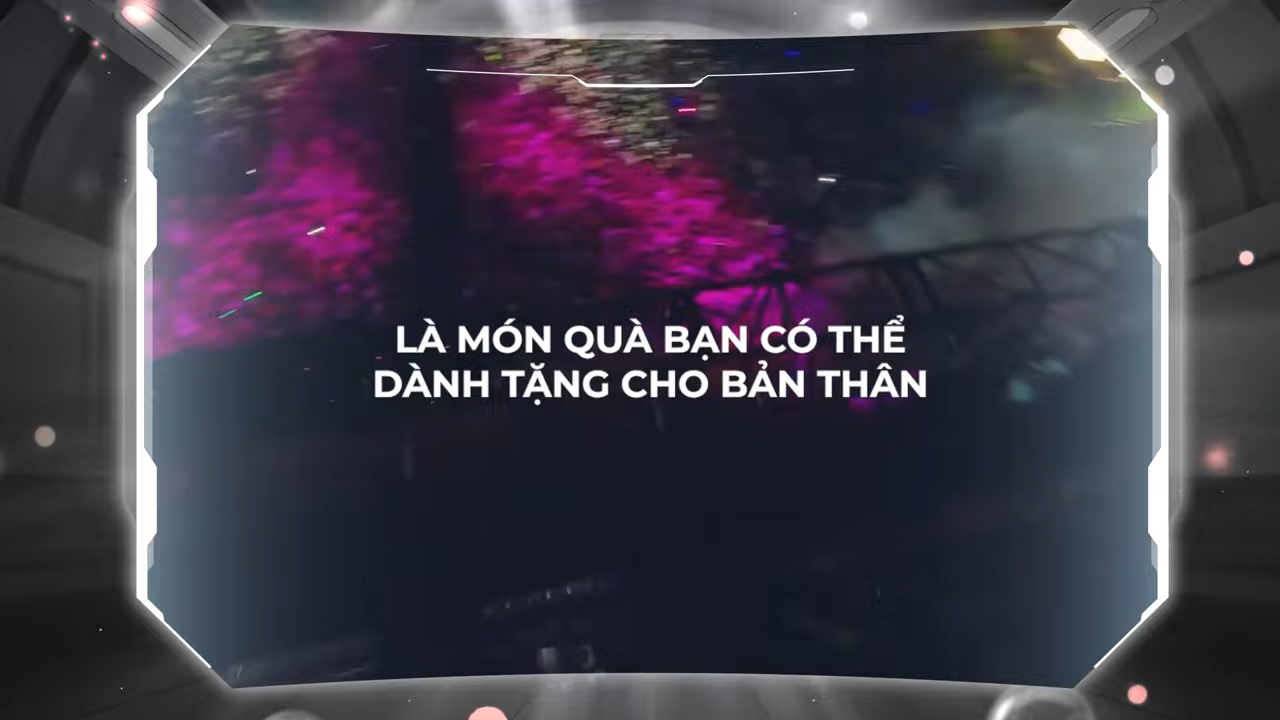 LÀ MÓN QUÀ BẠN CÓ THỂ
DÀNH TẶNG CHO BẢN THÂN